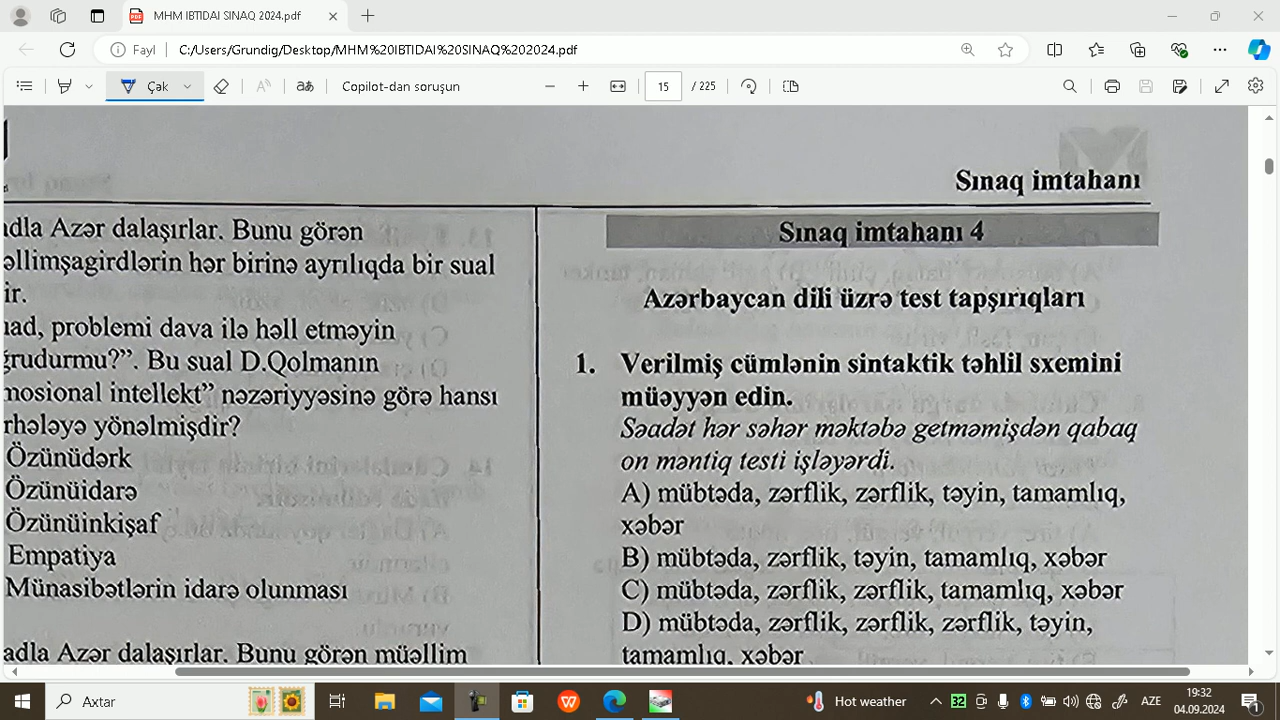 MHM IBTIDAI SINAQ 2024.pdf
Fayl C:/Users/Grundig/Desktop/MHM%20IBTIDAI%20SINAQ%202024.pdf
Çək aあ Copilot-dan soruşun 15 / 225
Sınaq imtahanı
adla Azər dalaşırlar. Bunu görən
əllimşagirdlərin hər birinə ayrılıqda bir sual
ir.
ad, problemi dava ilə həll etməyin
ğrudurmu?”. Bu sual D.Qolmanın
mosional intellekt” nəzəriyyəsinə görə hansı
rhələyə yönəlmişdir?
Özünüdərk
Özünüidarə
Özünüinkişaf
Empatiya
Münasibətlərin idarə olunması
adla Azər dalaşırlar. Bunu görən müəllim
Sınaq imtahanı 4
Azərbaycan dili üzrə test tapşırıqları
1. Verilmiş cümlənin sintaktik təhlil sxemini
müəyyən edin.
Səadət hər səhər məktəbə getməmişdən qabaq
on məntiq testi işləyərdi.
A) mübtəda, zərflik, zərflik, təyin, tamamlıq,
xəbər
B) mübtəda, zərflik, təyin, tamamlıq, xəbər
C) mübtəda, zərflik, zərflik, tamamlıq, xəbər
D) mübtəda, zərflik, zərflik, zərflik, təyin,
tamamlıq, xəbər
Axtar Hot weather 32 AZE 19:32
04.09.2024 1